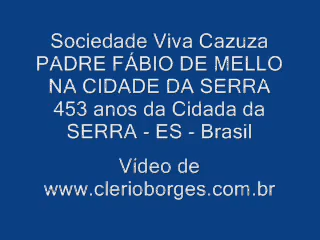 Sociedade Viva Cazuza
PADRE FÁBIO DE MELLO
NA CIDADE DA SERRA
453 anos da Cidada da
SERRA - ES - Brasil
Vídeo de
www.clerioborges.com.br